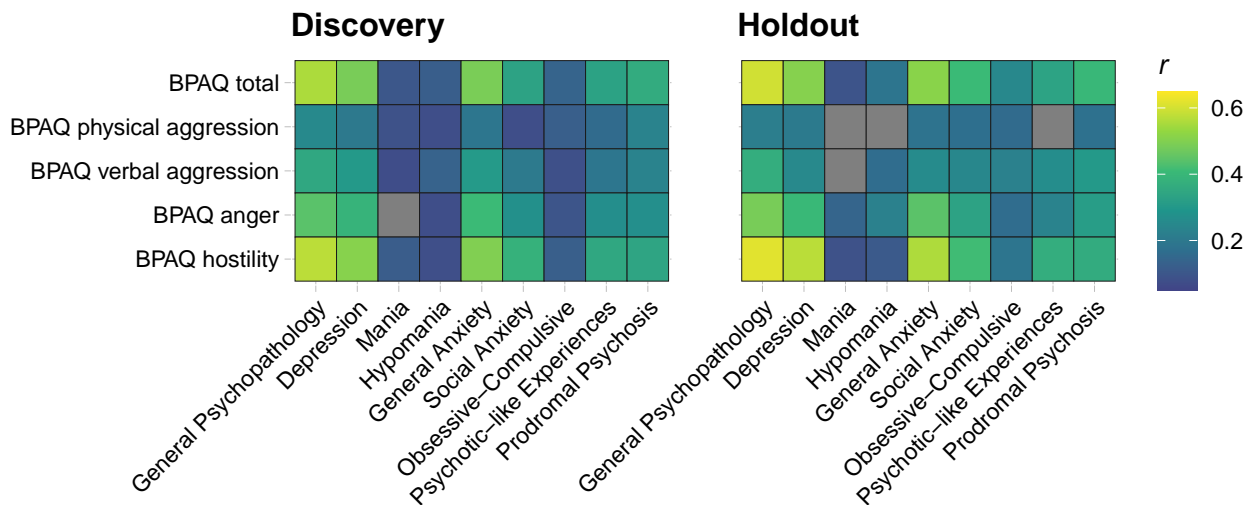 Discovery
Holdout
BPAQ total
BPAQ physical aggression
BPAQ verbal aggression
BPAQ anger
BPAQ hostility
General Psychopathology
Depression
Mania
Hypomania
General Anxiety
Social Anxiety
Obsessive–Compulsive
Psychotic–like Experiences
Prodromal Psychosis
General Psychopathology
Depression
Mania
Hypomania
General Anxiety
Social Anxiety
Obsessive–Compulsive
Psychotic–like Experiences
Prodromal Psychosis
r
0.6
0.4
0.2